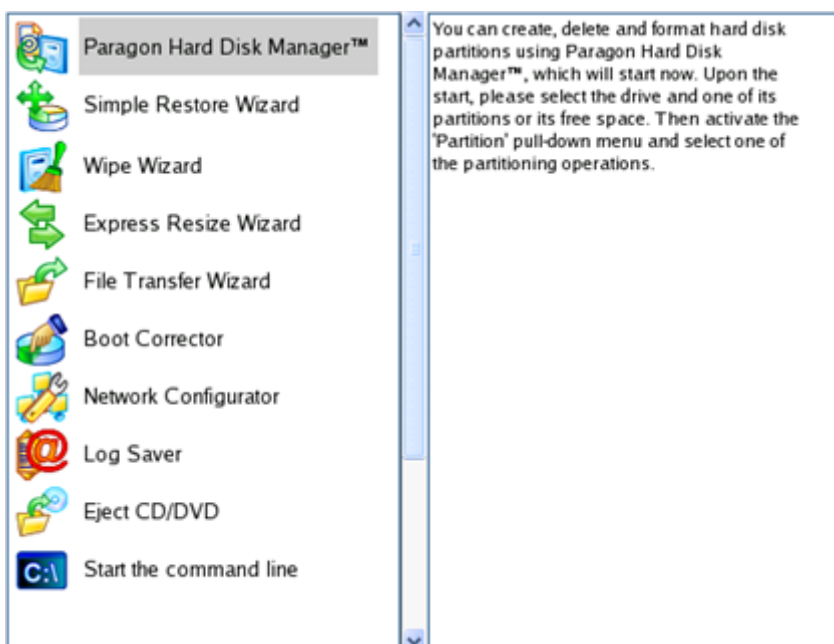 Paragon Hard Disk Manager™
Simple Restore Wizard
Wipe Wizard
Express Resize Wizard
File Transfer Wizard
Boot Corrector
Network Configurator
Log Saver
Eject CD/DVD
C:\
Start the command line
You can create, delete and format hard disk
partitions using Paragon Hard Disk
Manager™, which will start now. Upon the
start, please select the drive and one of its
partitions or its free space. Then activate the
'Partition' pull-down menu and select one of
the partitioning operations.